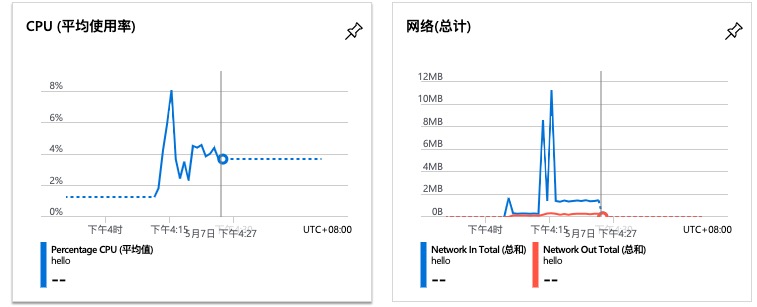 CPU (平均使用率)
8%
6%
4%
2%
0%
下午4时
下午4:15
5月7日 下午4:27
UTC+08:00
Percentage CPU (平均值)
hello
--
网络(总计)
12MB
10MB
8MB
6MB
4MB
2MB
0B
下午4时
下午4:15
5月7日 下午4:27
UTC+08:00
Network In Total (总和)
hello
--
Network Out Total (总和)
hello
--